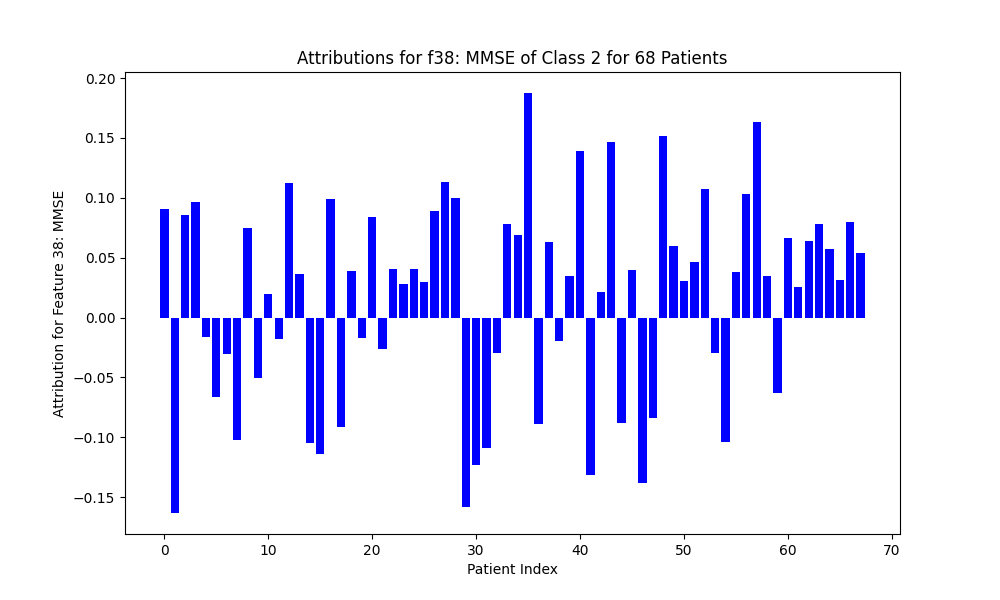 Attributions for f38: MMSE of Class 2 for 68 Patients
Attribution for Feature 38: MMSE
0.20
0.15
0.10
0.05
0.00
−0.05
−0.10
−0.15
0 10 20 30 40 50 60 70
Patient Index